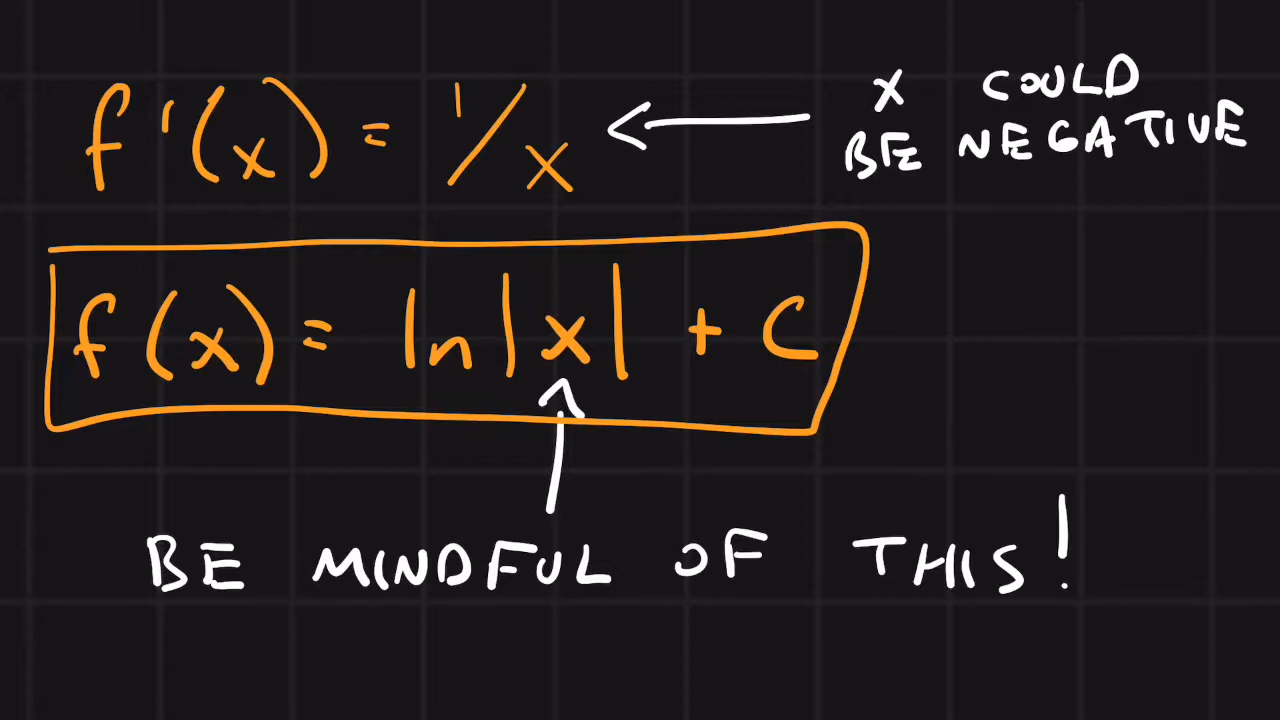 f'(x) = 1/x
X COULD
BE NEGATIVE
f(x) = ln|x| + C
BE MINDFUL OF THIS!